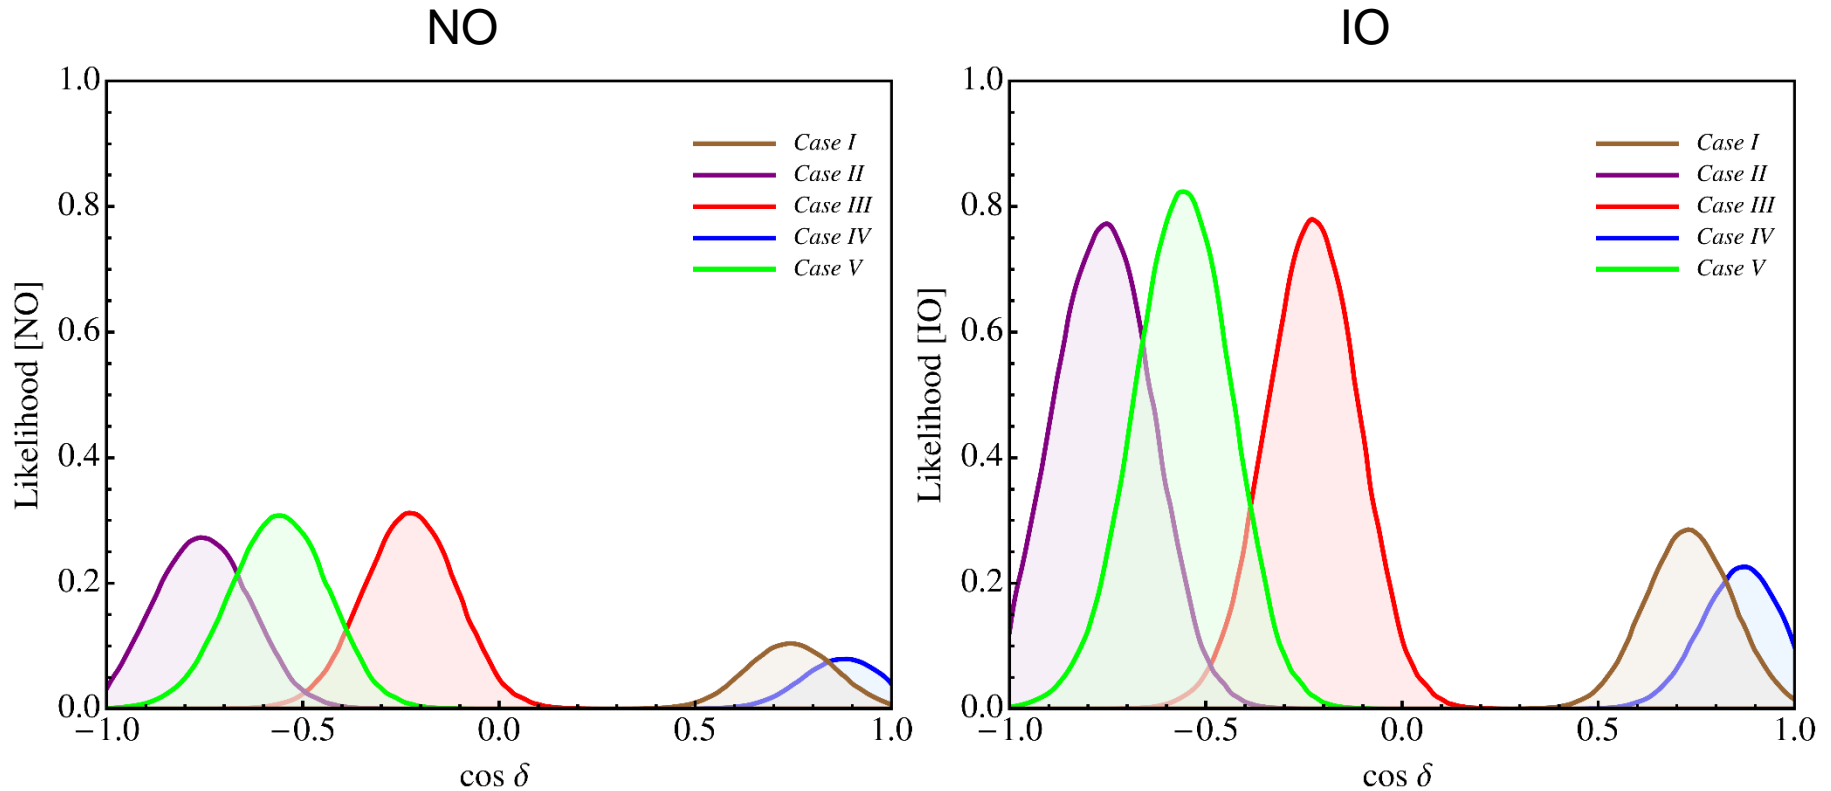 NO
1.0
0.8
0.6
0.4
0.2
0.0
Likelihood [NO]
Case I
Case II
Case III
Case IV
Case V
−1.0
−0.5
0.0
0.5
1.0
cos δ
IO
1.0
0.8
0.6
0.4
0.2
0.0
Likelihood [IO]
Case I
Case II
Case III
Case IV
Case V
−1.0
−0.5
0.0
0.5
1.0
cos δ